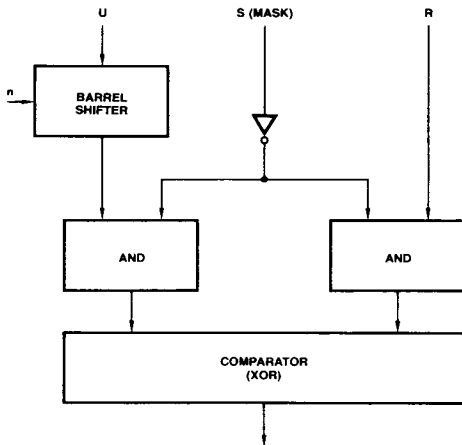 U
S (MASK)
R
n
BARREL
SHIFTER
AND
AND
COMPARATOR
(XOR)